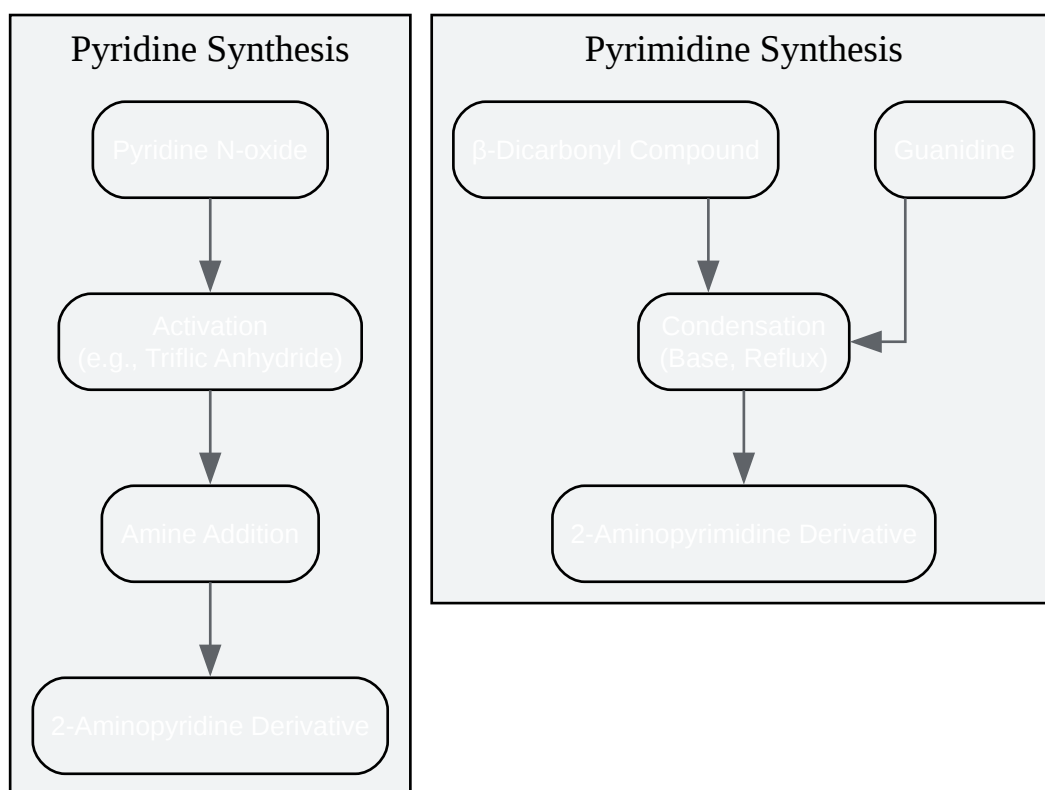 Pyridine Synthesis
Pyridine N-oxide
Activation
(e.g., Triflic Anhydride)
Amine Addition
2-Aminopyridine Derivative
Pyrimidine Synthesis
β-Dicarbonyl Compound
Guanidine
Condensation
(Base, Reflux)
2-Aminopyrimidine Derivative